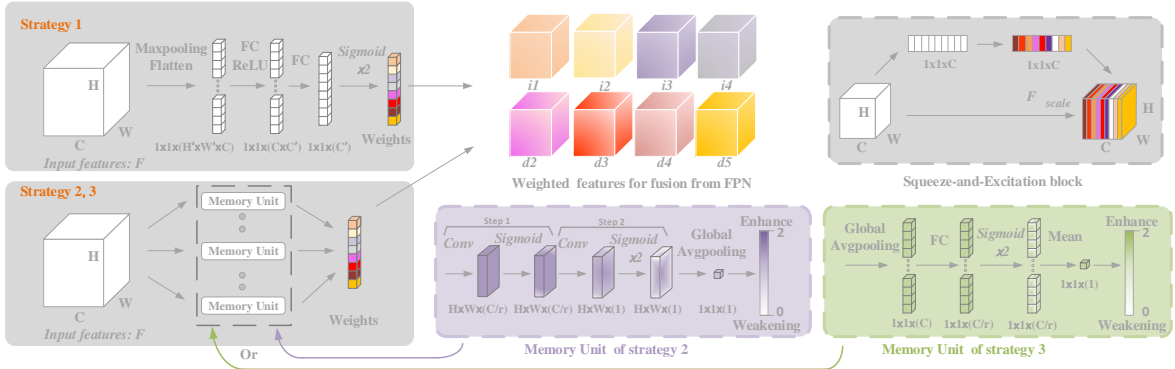 Strategy 1
H
W
C
Input features: F
Maxpooling
Flatten
FC
ReLU
FC
Sigmoid
x2
1x1x(H'xW'xC)
1x1x(CxC')
1x1x(C')
Weights
Strategy 2, 3
H
W
C
Input features: F
Memory Unit
Memory Unit
Memory Unit
Weights
Or
i1
i2
i3
i4
d2
d3
d4
d5
Weighted features for fusion from FPN
H
W
C
1x1xC
1x1xC
F scale
H
W
C
Squeeze-and-Excitation block
Step 1
Step 2
Conv
Sigmoid
Conv
Sigmoid
x2
Global
Avgpooling
Enhance
2
0
Weakening
HxWx(C/r)
HxWx(C/r)
HxWx(1)
HxWx(1)
1x1x(1)
Memory Unit of strategy 2
Global
Avgpooling
FC
Sigmoid
x2
Mean
Enhance
2
0
Weakening
1x1x(C)
1x1x(C/r)
1x1x(C/r)
1x1x(1)
Memory Unit of strategy 3